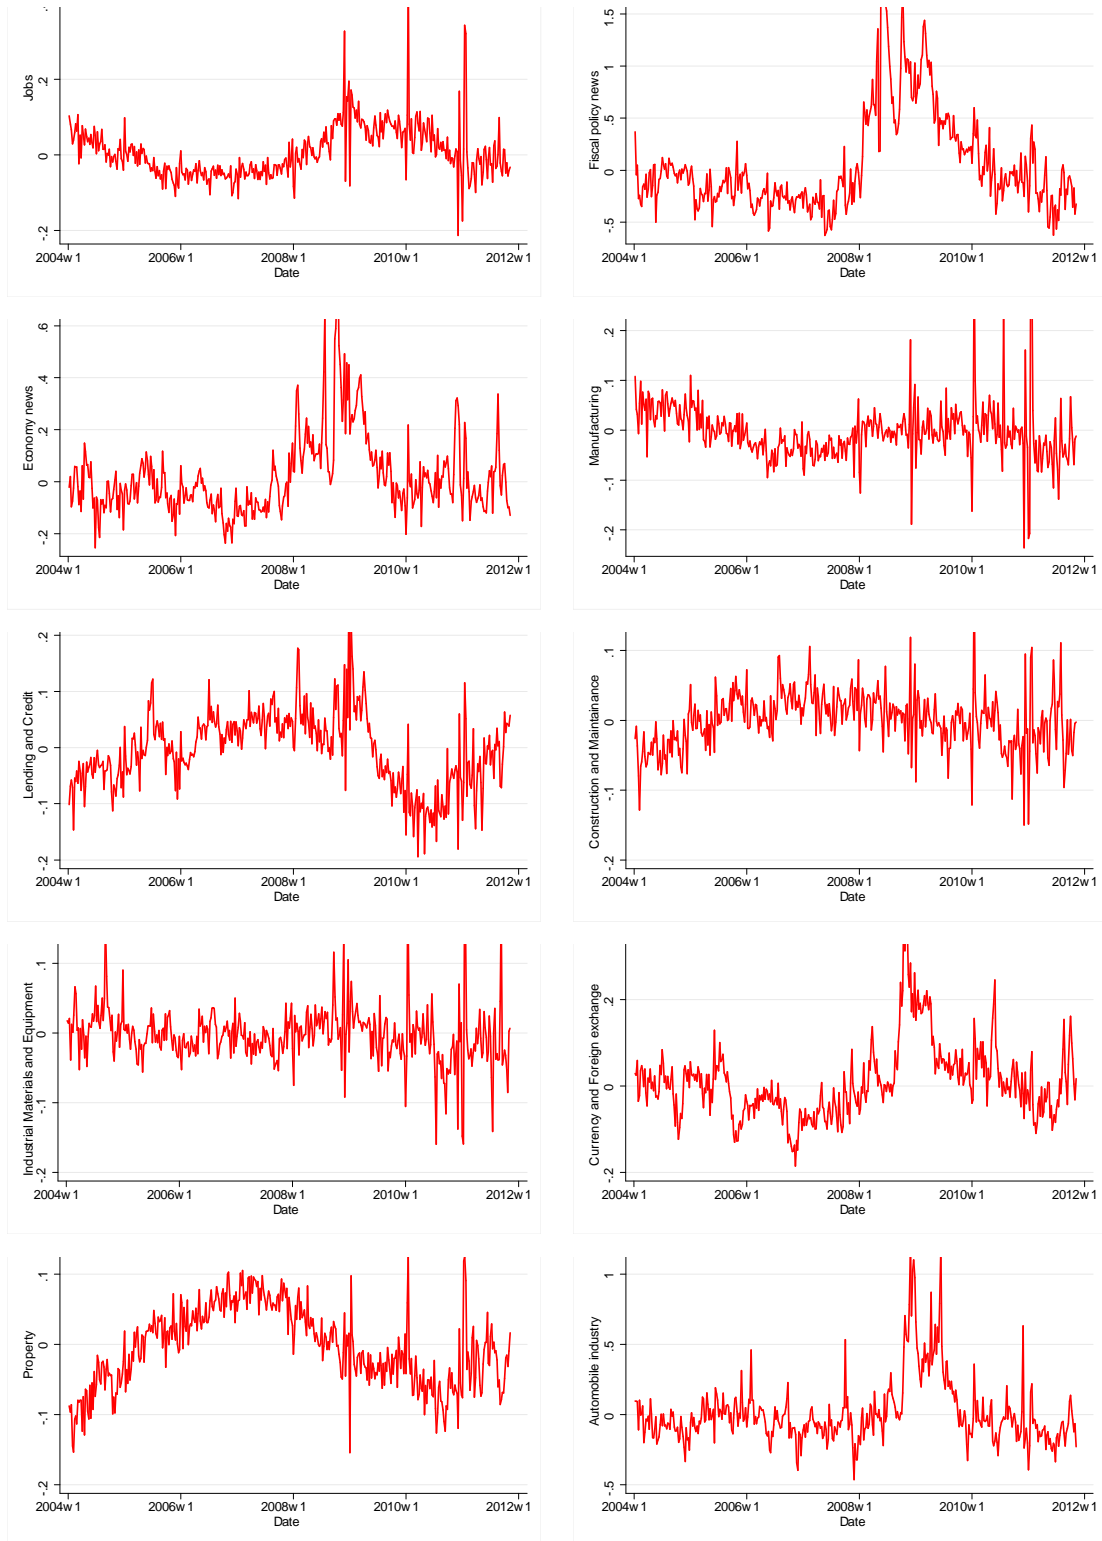 Jobs
.2
0
-.2
2004w1 2006w1 2008w1 2010w1 2012w1
Date
Fiscal policy news
1.5
1
.5
0
-.5
2004w1 2006w1 2008w1 2010w1 2012w1
Date
Economy news
.6
.4
.2
0
-.2
2004w1 2006w1 2008w1 2010w1 2012w1
Date
Manufacturing
.2
.1
0
-.1
-.2
2004w1 2006w1 2008w1 2010w1 2012w1
Date
Lending and Credit
.2
.1
0
-.1
-.2
2004w1 2006w1 2008w1 2010w1 2012w1
Date
Construction and Maintainance
.1
0
-.1
-.2
2004w1 2006w1 2008w1 2010w1 2012w1
Date
Industrial Materials and Equipment
.1
0
-.1
-.2
2004w1 2006w1 2008w1 2010w1 2012w1
Date
Currency and Foreign exchange
.2
0
-.2
2004w1 2006w1 2008w1 2010w1 2012w1
Date
Property
.1
0
-.1
-.2
2004w1 2006w1 2008w1 2010w1 2012w1
Date
Automobile industry
1
.5
0
-.5
2004w1 2006w1 2008w1 2010w1 2012w1
Date